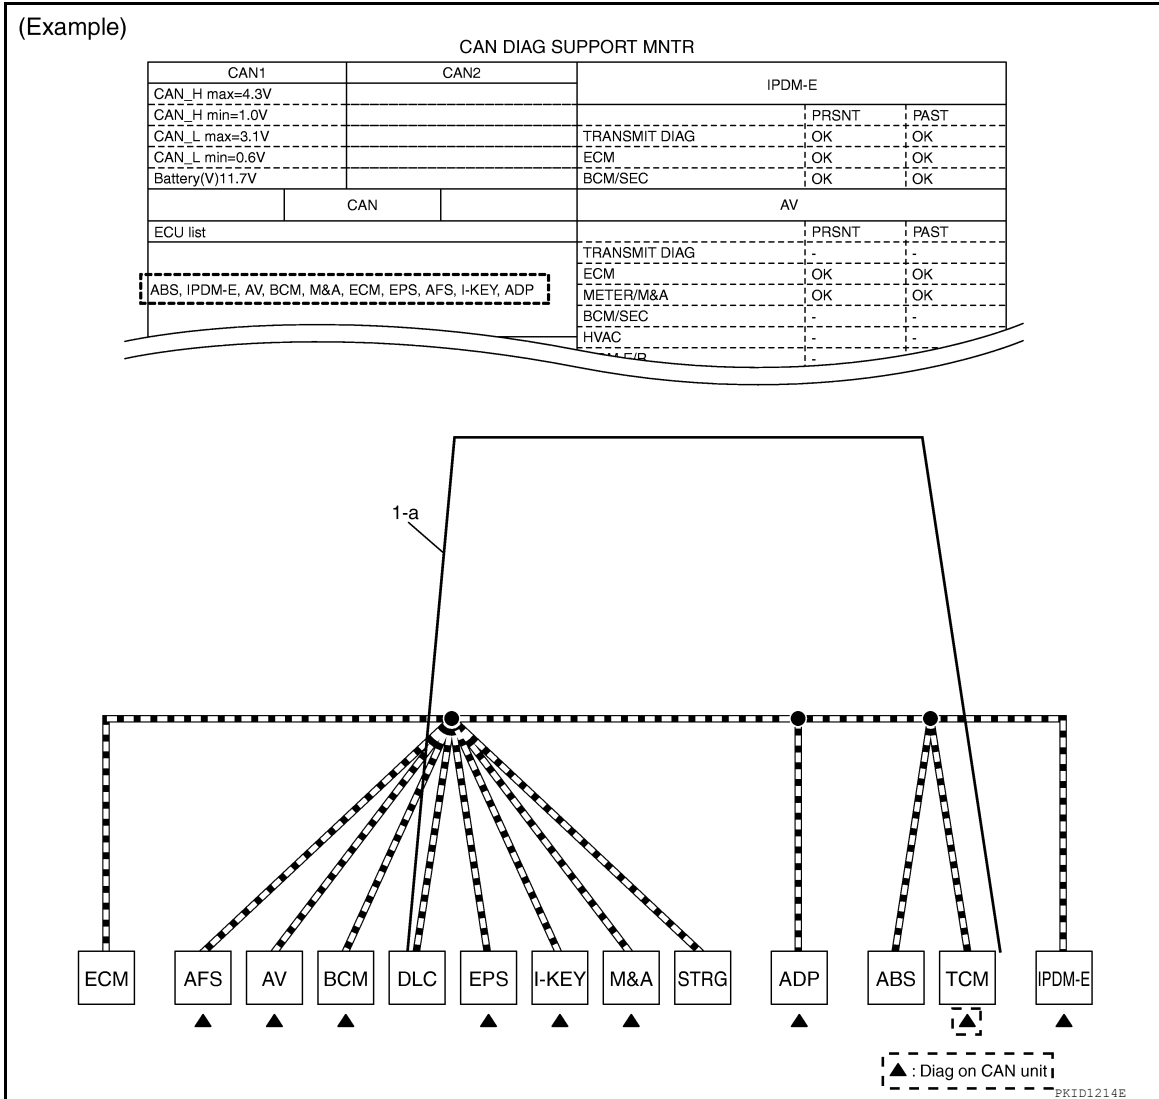 (Example)
CAN DIAG SUPPORT MNTR
CAN1 CAN2 IPDM-E
CAN_H max=4.3V
CAN_H min=1.0V PRSNT PAST
CAN_L max=3.1V TRANSMIT DIAG OK OK
CAN_L min=0.6V ECM OK OK
Battery(V)11.7V BCM/SEC OK OK
CAN AV
ECU list PRSNT PAST
TRANSMIT DIAG - -
ECM OK OK
ABS, IPDM-E, AV, BCM, M&A, ECM, EPS, AFS, I-KEY, ADP METER/M&A OK OK
BCM/SEC - -
HVAC - -
-
1-a
ECM AFS AV BCM DLC EPS I-KEY M&A STRG ADP ABS TCM IPDM-E
▲ : Diag on CAN unit
PKID1214E